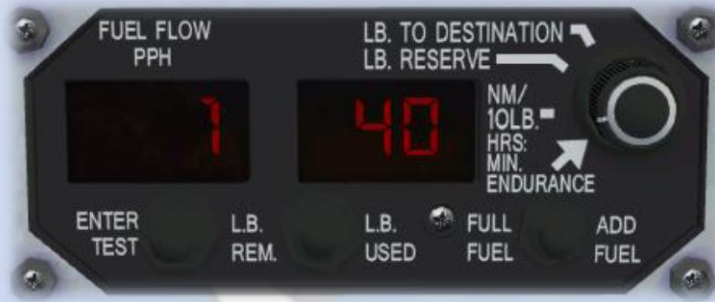 FUEL FLOW
PPH
LB. TO DESTINATION
LB. RESERVE
1
40
NM/
10LB.
HRS:
MIN.
ENDURANCE
ENTER
TEST
L.B.
REM.
L.B.
USED
FULL
FUEL
ADD
FUEL